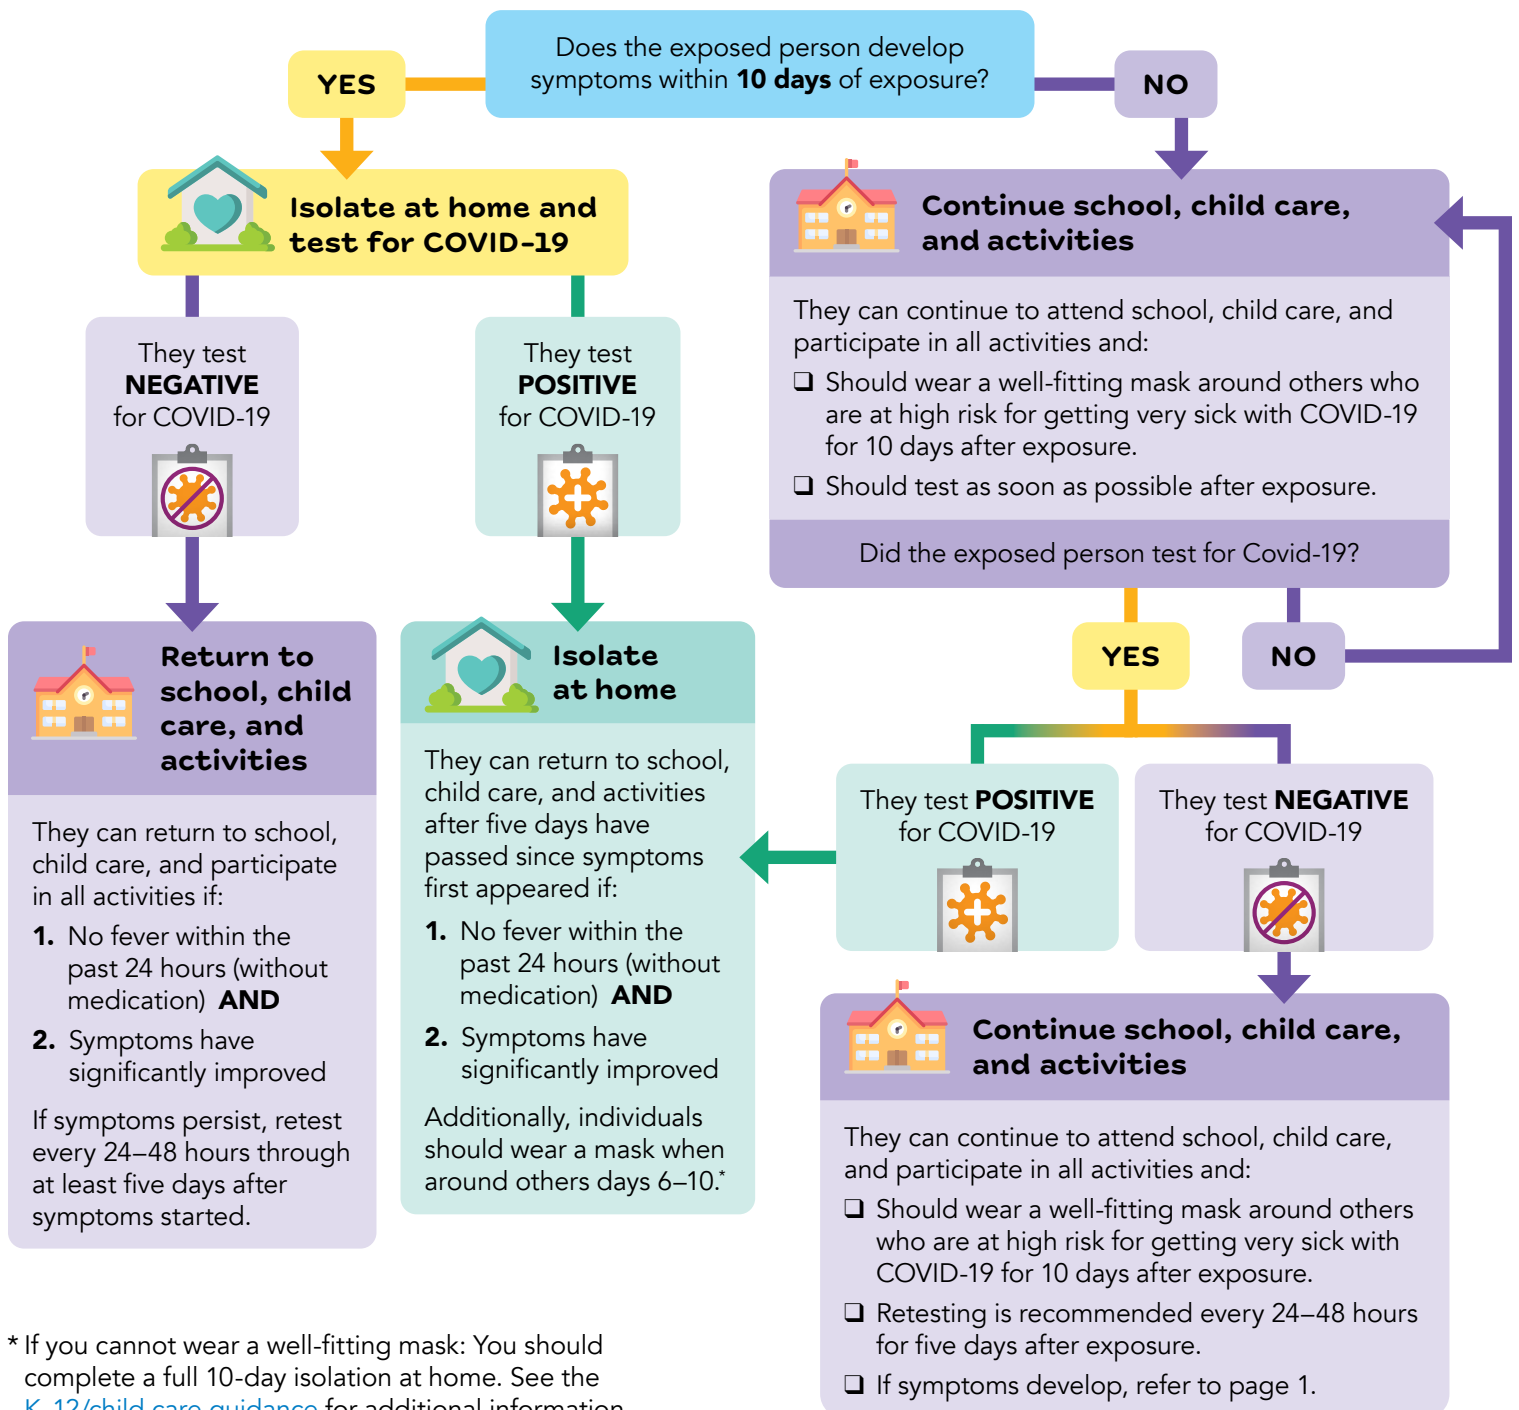 Does the exposed person develop
symptoms within 10 days of exposure?
YES
NO
Isolate at home and
test for COVID-19
They test
NEGATIVE
for COVID-19
They test
POSITIVE
for COVID-19
Return to
school, child
care, and
activities
They can return to school,
child care, and participate
in all activities if:
1. No fever within the
past 24 hours (without
medication) AND
2. Symptoms have
significantly improved
If symptoms persist, retest
every 24–48 hours through
at least five days after
symptoms started.
Isolate
at home
They can return to school,
child care, and activities
after five days have
passed since symptoms
first appeared if:
1. No fever within the
past 24 hours (without
medication) AND
2. Symptoms have
significantly improved
Additionally, individuals
should wear a mask when
around others days 6–10.*
Continue school, child care,
and activities
They can continue to attend school, child care, and
participate in all activities and:
❏ Should wear a well-fitting mask around others who
are at high risk for getting very sick with COVID-19
for 10 days after exposure.
❏ Should test as soon as possible after exposure.
Did the exposed person test for Covid-19?
YES
NO
They test POSITIVE
for COVID-19
They test NEGATIVE
for COVID-19
Continue school, child care,
and activities
They can continue to attend school, child care,
and participate in all activities and:
❏ Should wear a well-fitting mask around others
who are at high risk for getting very sick with
COVID-19 for 10 days after exposure.
❏ Retesting is recommended every 24–48 hours
for five days after exposure.
❏ If symptoms develop, refer to page 1.
* If you cannot wear a well-fitting mask: You should
complete a full 10-day isolation at home. See the
K-12/child care guidance for additional information